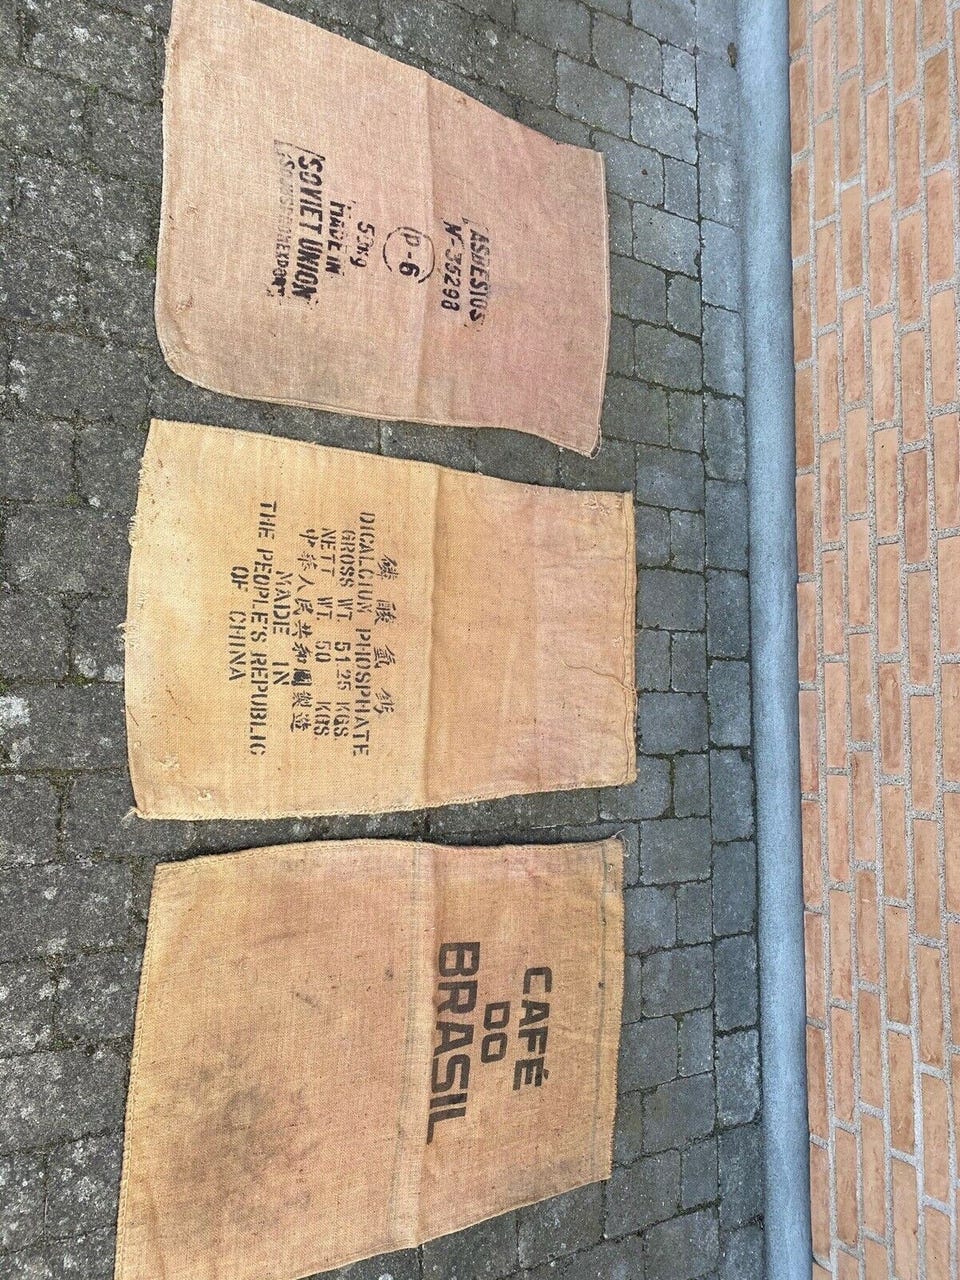 ASBESTOS
N-35298
P-6
50kg
MADE IN
SOVIET UNION
SOJUSPROMEXPORT
磷酸氫鈣
DICALCIUM PHOSPHATE
GROSS WT. 51.25 KGS
NETT WT. 50 KGS.
中華人民共和國製造
MADE IN
THE PEOPLE'S REPUBLIC
OF CHINA
CAFÉ
DO
BRASIL